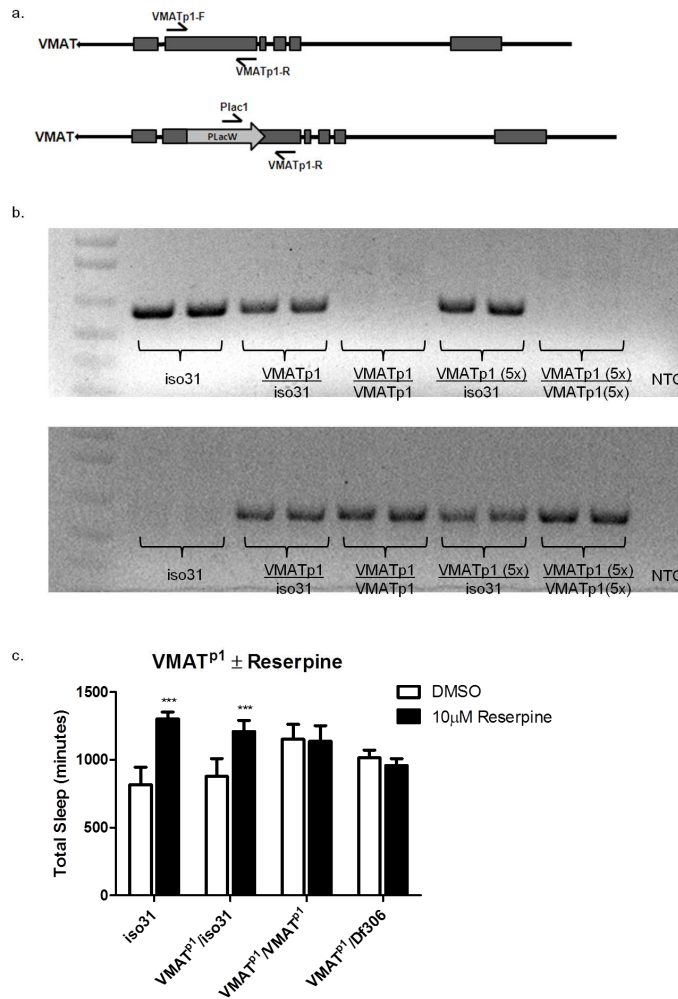 a.
VMATp1-F
VMAT
VMATp1-R
Plac1
VMAT
PLacW
VMATp1-R
b.
iso31
VMATp1
iso31
VMATp1
VMATp1
VMATp1 (5x)
iso31
VMATp1 (5x)
VMATp1(5x)
NTC
iso31
VMATp1
iso31
VMATp1
VMATp1
VMATp1 (5x)
iso31
VMATp1 (5x)
VMATp1(5x)
NTC
c.
VMATᵖ¹ ± Reserpine
DMSO
10μM Reserpine
Total Sleep (minutes)
1500
1000
500
0
***
***
iso31
VMATᵖ¹/iso31
VMATᵖ¹/VMATᵖ¹
VMATᵖ¹/Df306